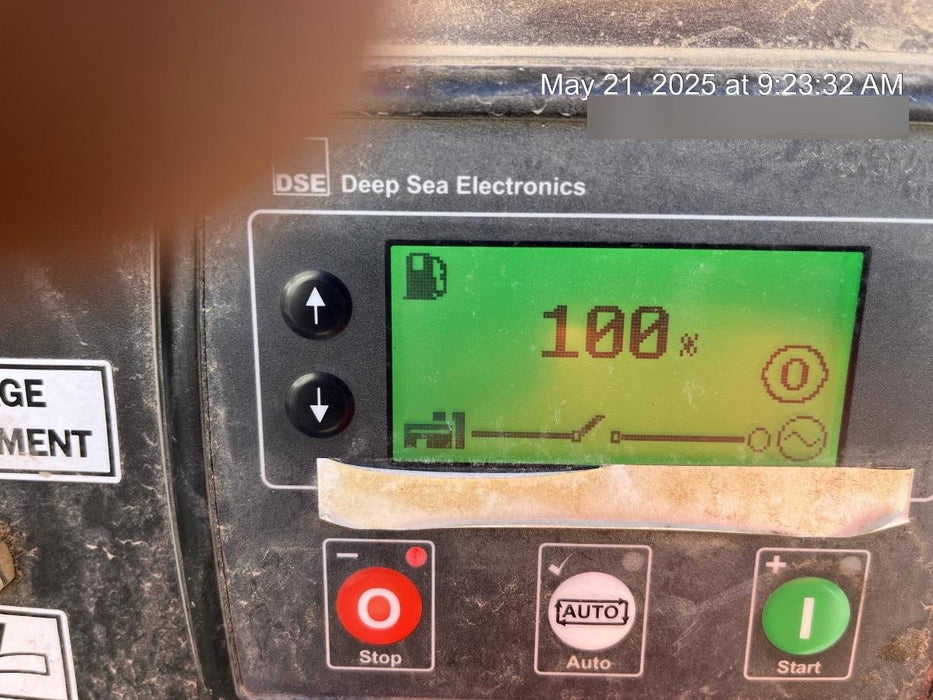 May 21, 2025 at 9:23:32 AM
DSE Deep Sea Electronics
100 %
0
GE
MENT
O
AUTO
I
Stop
Auto
Start